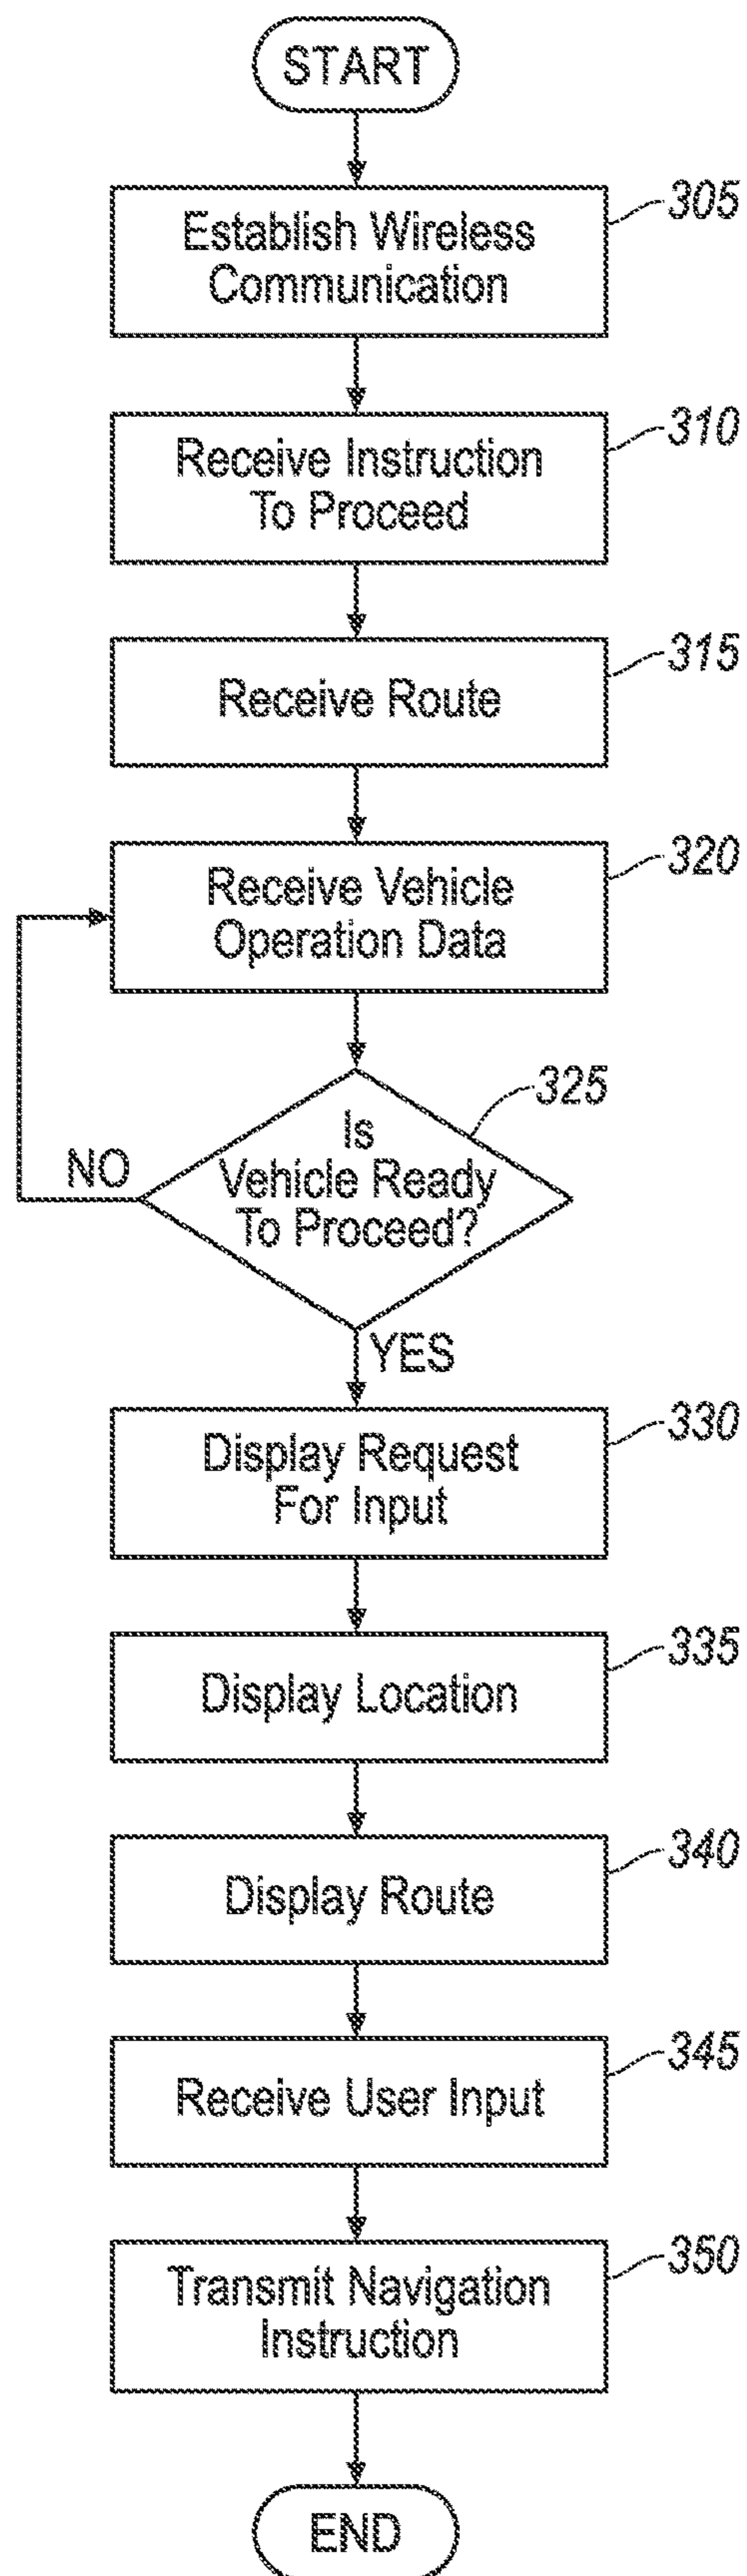 START
305
Establish Wireless
Communication
310
Receive Instruction
To Proceed
315
Receive Route
320
Receive Vehicle
Operation Data
325
Is
Vehicle Ready
To Proceed?
NO
YES
330
Display Request
For Input
335
Display Location
340
Display Route
345
Receive User Input
350
Transmit Navigation
Instruction
END